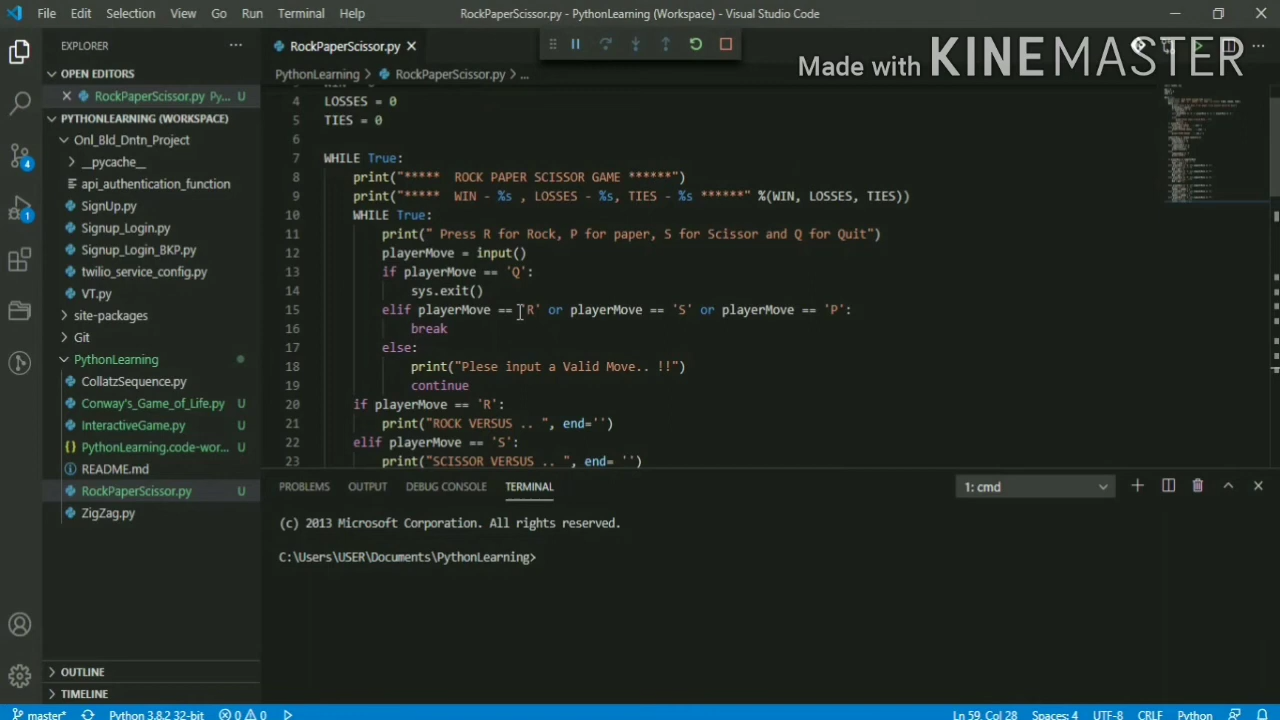 File Edit Selection View Go Run Terminal Help RockPaperScissor.py - PythonLearning (Workspace) - Visual Studio Code
Made with KINEMASTER
EXPLORER
OPEN EDITORS
RockPaperScissor.py Py... U
PYTHONLEARNING (WORKSPACE)
Onl_Bld_Dntn_Project
__pycache__
api_authentication_function
SignUp.py
Signup_Login.py
Signup_Login_BKP.py
twilio_service_config.py
VT.py
site-packages
Git
PythonLearning
CollatzSequence.py
Conway's_Game_of_Life.py U
InteractiveGame.py U
PythonLearning.code-wor... U
README.md
RockPaperScissor.py U
ZigZag.py
OUTLINE
TIMELINE
4
1
RockPaperScissor.py
PythonLearning > RockPaperScissor.py > ...
4 LOSSES = 0
5 TIES = 0
7 WHILE True:
8 print("***** ROCK PAPER SCISSOR GAME ******")
9 print("***** WIN - %s , LOSSES - %s, TIES - %s ******" %(WIN, LOSSES, TIES))
10 WHILE True:
11 print(" Press R for Rock, P for paper, S for Scissor and Q for Quit")
12 playerMove = input()
13 if playerMove == 'Q':
14 sys.exit()
15 elif playerMove == 'R' or playerMove == 'S' or playerMove == 'P':
16 break
17 else:
18 print("Plese input a Valid Move.. !!")
19 continue
20 if playerMove == 'R':
21 print("ROCK VERSUS .. ", end='')
22 elif playerMove == 'S':
23 print("SCISSOR VERSUS .. ", end= '')
PROBLEMS OUTPUT DEBUG CONSOLE TERMINAL 1: cmd
(c) 2013 Microsoft Corporation. All rights reserved.
C:\Users\USER\Documents\PythonLearning>
master* Python 3.8.2 32-bit 0 0 Ln 59, Col 28 Spaces: 4 UTF-8 CRLF Python